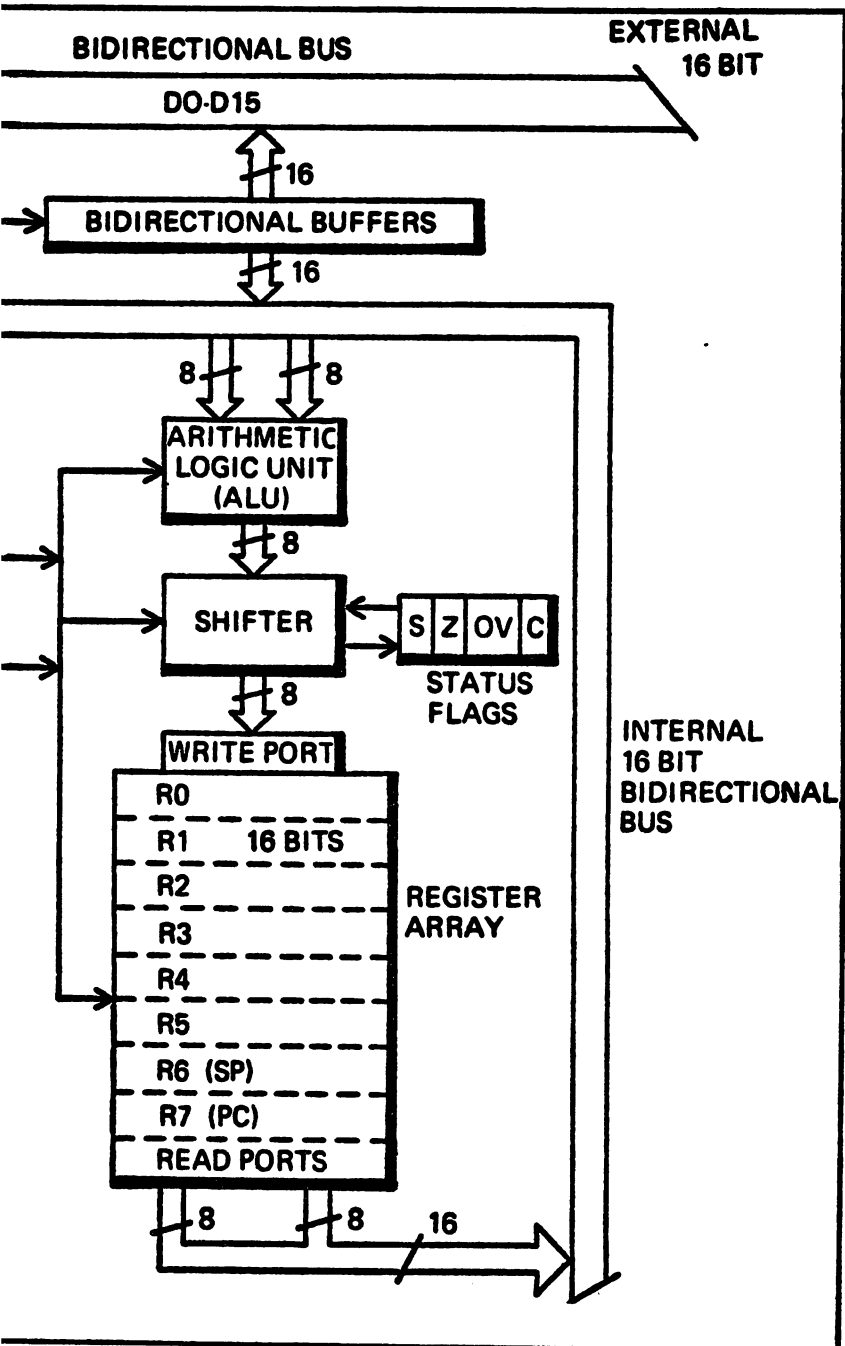 BIDIRECTIONAL BUS
EXTERNAL
16 BIT
DO-D15
16
BIDIRECTIONAL BUFFERS
16
8
8
ARITHMETIC
LOGIC UNIT
(ALU)
8
SHIFTER
S Z OV C
STATUS
FLAGS
8
WRITE PORT
INTERNAL
16 BIT
BIDIRECTIONAL
BUS
R0
R1 16 BITS
R2
REGISTER
ARRAY
R3
R4
R5
R6 (SP)
R7 (PC)
READ PORTS
8
8
16